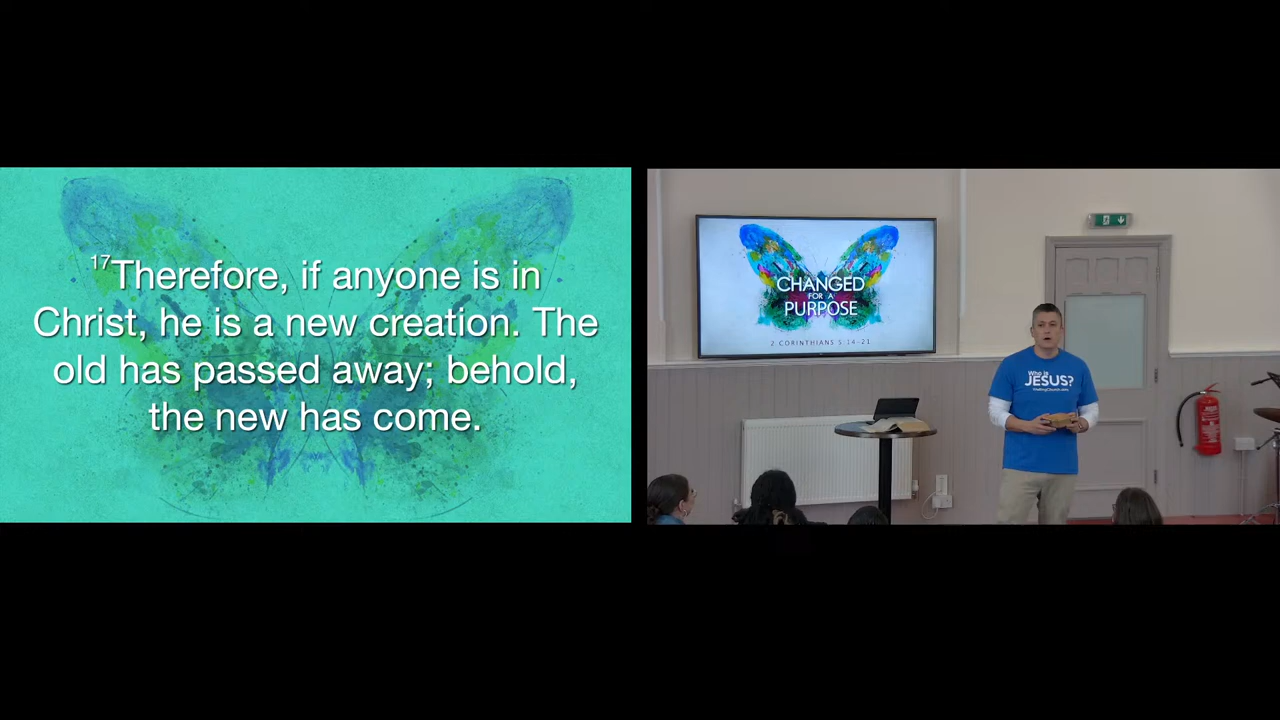 17Therefore, if anyone is in
Christ, he is a new creation. The
old has passed away; behold,
the new has come.
CHANGED
FOR A
PURPOSE
2 CORINTHIANS 5:14-21
Who is
JESUS?